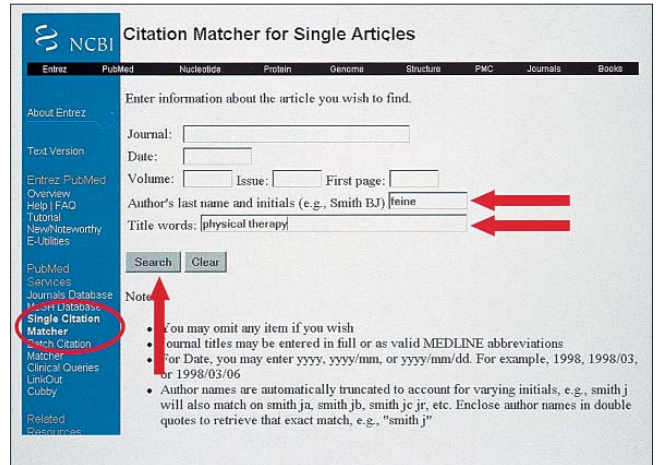 NCBI
Citation Matcher for Single Articles
Entrez PubMed Nucleotide Protein Genome Structure PMC Journals Books
About Entrez
Text Version
Entrez PubMed
Overview
Help | FAQ
Tutorial
New/Noteworthy
E-Utilities
PubMed
Services
Journals Database
MeSH Database
Single Citation
Matcher
Batch Citation
Matcher
Clinical Queries
LinkOut
Cubby
Related
Resources
Enter information about the article you wish to find.
Journal:
Date:
Volume: Issue: First page:
Author's last name and initials (e.g., Smith BJ) feine
Title words: physical therapy
Search Clear
Note
• You may omit any item if you wish
• Journal titles may be entered in full or as valid MEDLINE abbreviations
• For Date, you may enter yyyy, yyyy/mm, or yyyy/mm/dd. For example, 1998, 1998/03,
or 1998/03/06
• Author names are automatically truncated to account for varying initials, e.g., smith j
will also match on smith ja, smith jb, smith jc jr, etc. Enclose author names in double
quotes to retrieve that exact match, e.g., "smith j"